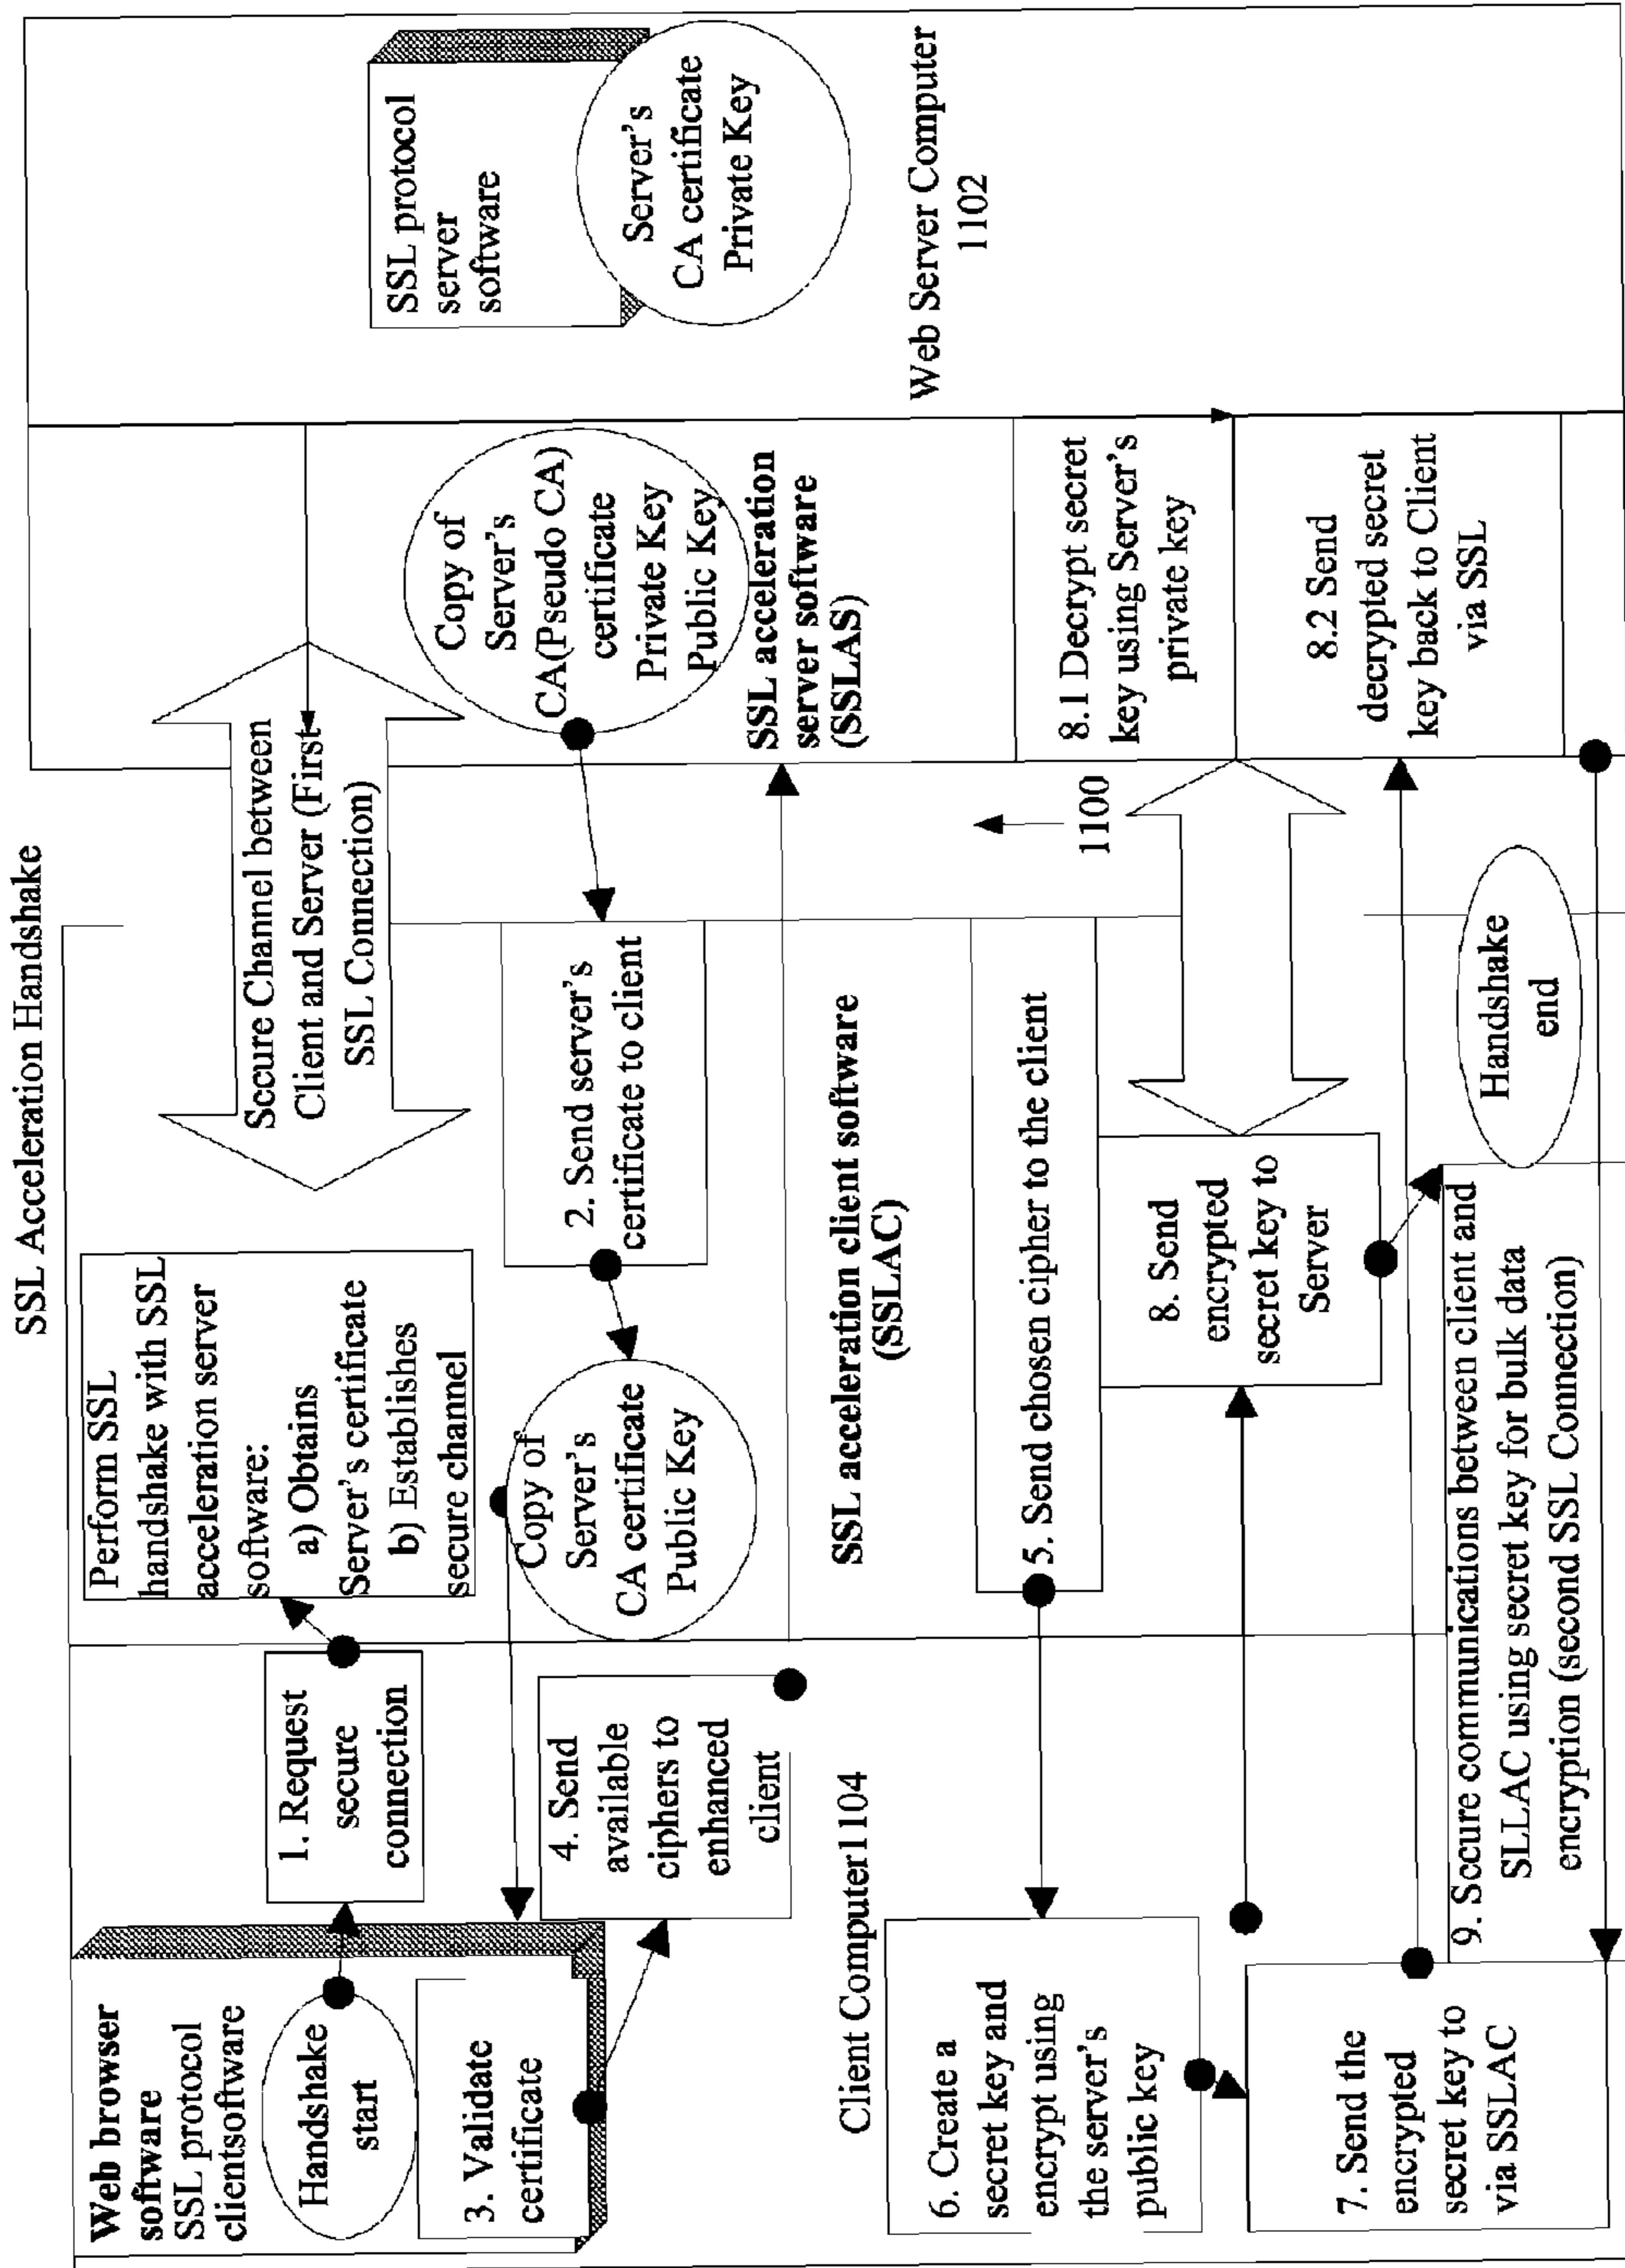 SSL Acceleration Handshake
Web browser
software
SSL protocol
clientsoftware
Handshake
start
1. Request
secure
connection
Perform SSL
handshake with SSL
acceleration server
software:
a) Obtains
Server's certificate
b) Establishes
secure channel
Sccure Channel between
Client and Server (First
SSL Connection)
SSL protocol
server
software
Server's
CA certificate
Private Key
Web Server Computer
1102
Copy of
Server's
CA(Pseudo CA)
certificate
Private Key
Public Key
SSL acceleration
server software
(SSLAS)
2. Send server's
certificate to client
Copy of
Server's
CA certificate
Public Key
3. Validate
certificate
4. Send
available
ciphers to
enhanced
client
SSL acceleration client software
(SSLAC)
Client Computer1104
5. Send chosen cipher to the client
1100
6. Create a
secret key and
encrypt using
the server's
public key
7. Send the
encrypted
secret key to
via SSLAC
8. Send
encrypted
secret key to
Server
8.1 Decrypt secret
key using Server's
private key
8.2 Send
decrypted secret
key back to Client
via SSL
Handshake
end
9. Sccure communications between client and
SLLAC using secret key for bulk data
encryption (second SSL Connection)